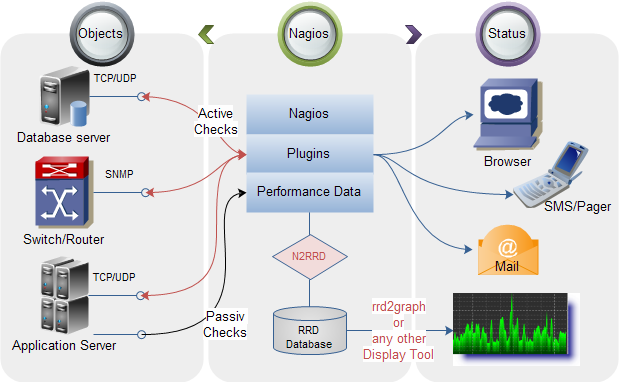 Objects
Nagios
Status
TCP/UDP
Database server
SNMP
Switch/Router
TCP/UDP
Application Server
Active
Checks
Passiv
Checks
Nagios
Plugins
Performance Data
N2RRD
RRD
Database
rrd2graph
or
any other
Display Tool
Browser
SMS/Pager
@
Mail